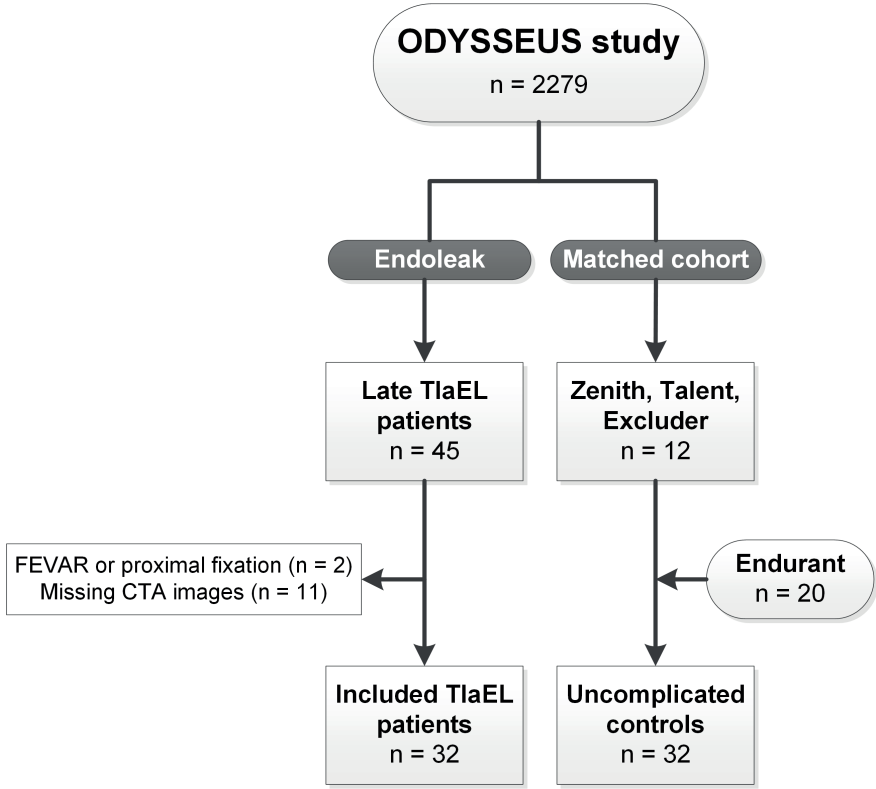 ODYSSEUS study
n = 2279
Endoleak
Matched cohort
Late TIaEL
patients
n = 45
Zenith, Talent,
Excluder
n = 12
FEVAR or proximal fixation (n = 2)
Missing CTA images (n = 11)
Endurant
n = 20
Included TIaEL
patients
n = 32
Uncomplicated
controls
n = 32